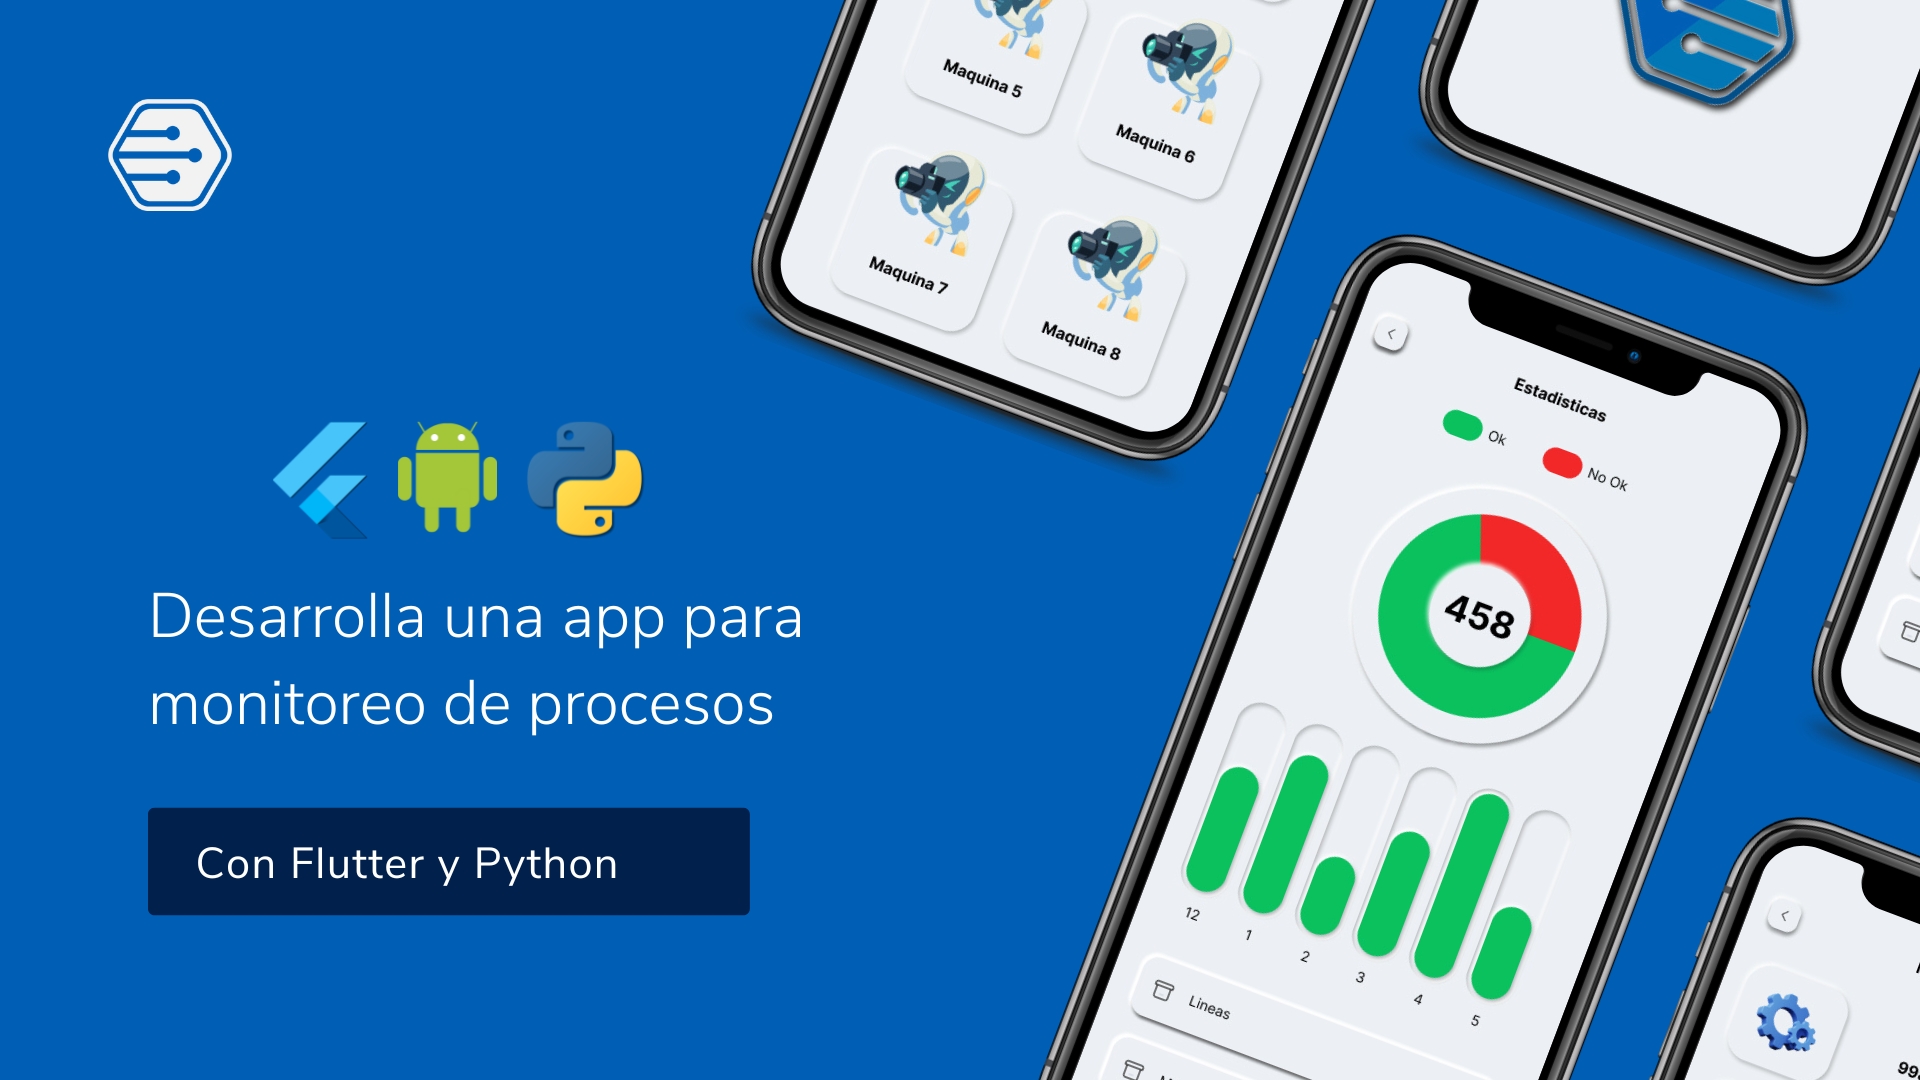 Maquina 5
Maquina 6
Maquina 7
Maquina 8
Desarrolla una app para
monitoreo de procesos
Con Flutter y Python
Estadisticas
Ok
No Ok
458
12
1
2
3
4
5
Lineas